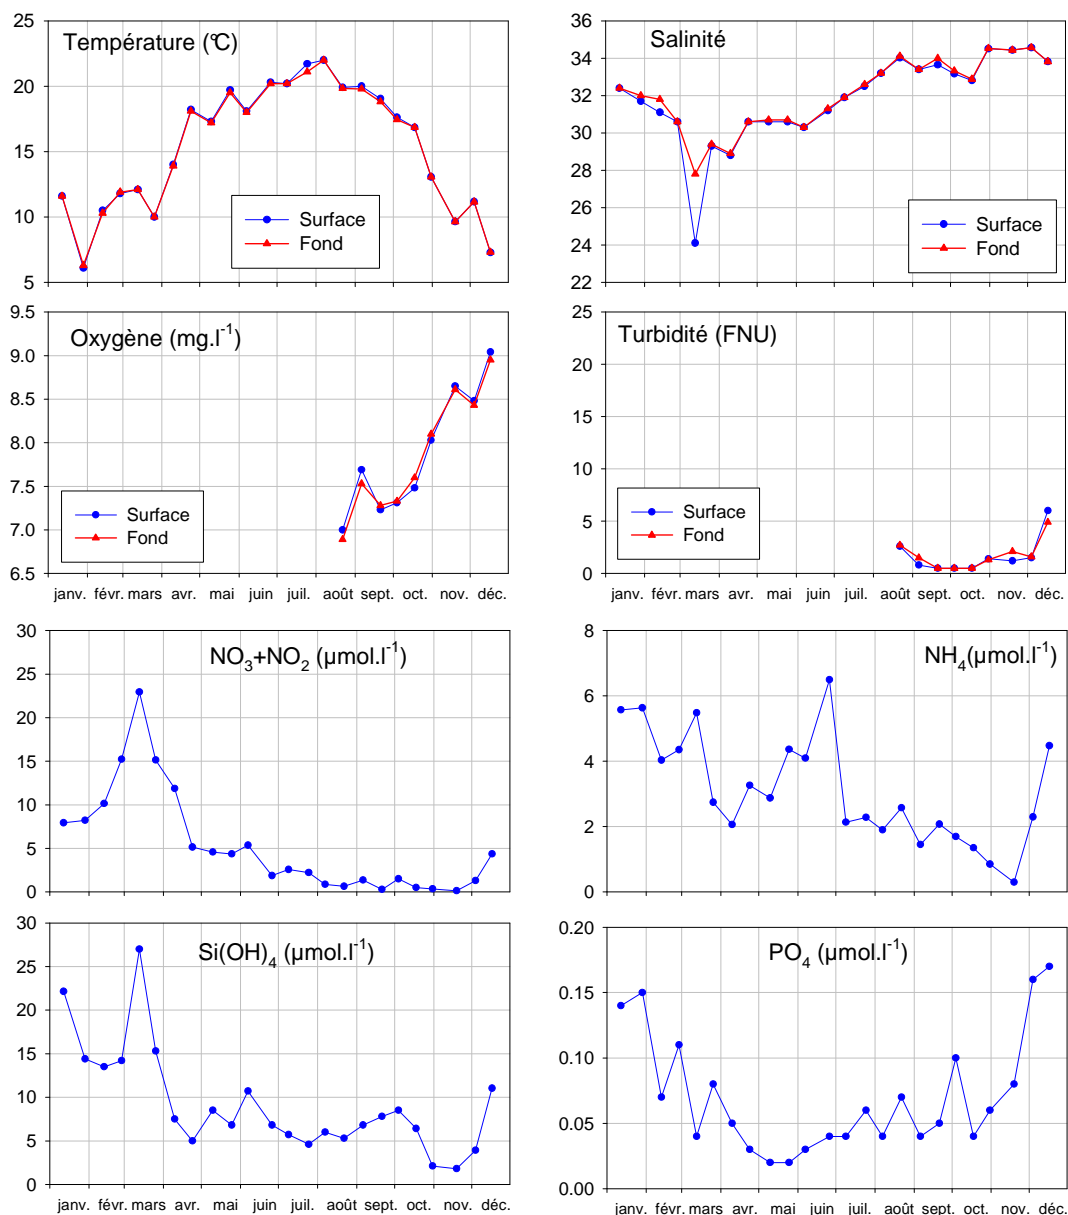 Température (°C)
25
20
15
10
5
Surface
Fond
Salinité
36
34
32
30
28
26
24
22
Surface
Fond
Oxygène (mg.l-1)
9.5
9.0
8.5
8.0
7.5
7.0
6.5
Surface
Fond
janv. févr. mars avr. mai juin juil. août sept. oct. nov. déc.
Turbidité (FNU)
25
20
15
10
5
0
Surface
Fond
janv. févr. mars avr. mai juin juil. août sept. oct. nov. déc.
NO3+NO2 (µmol.l-1)
30
25
20
15
10
5
0
NH4(µmol.l-1)
8
6
4
2
0
Si(OH)4 (µmol.l-1)
30
25
20
15
10
5
0
janv. févr. mars avr. mai juin juil. août sept. oct. nov. déc.
PO4 (µmol.l-1)
0.20
0.15
0.10
0.05
0.00
janv. févr. mars avr. mai juin juil. août sept. oct. nov. déc.